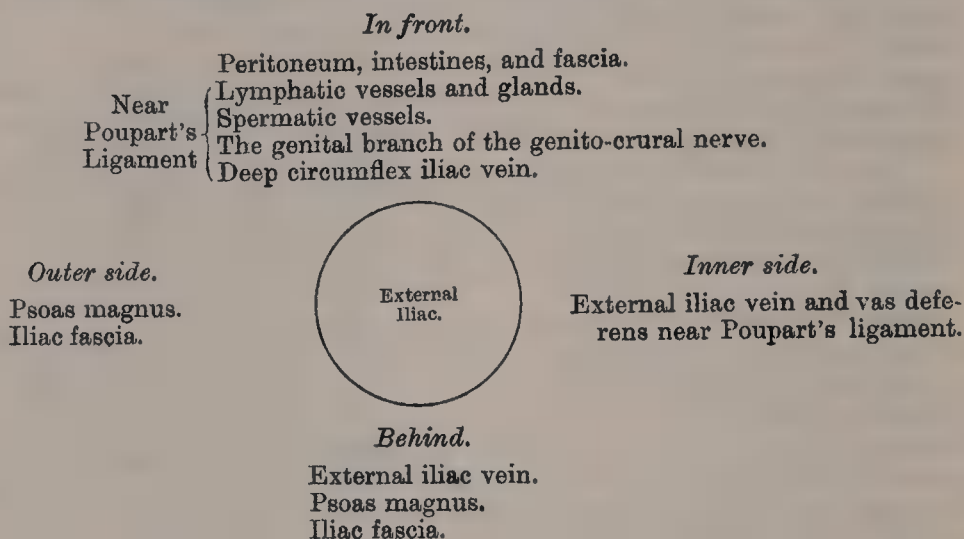 In front.
Peritoneum, intestines, and fascia.
Near
Poupart's
Ligament
Lymphatic vessels and glands.
Spermatic vessels.
The genital branch of the genito-crural nerve.
Deep circumflex iliac vein.
Outer side.
Psoas magnus.
Iliac fascia.
External
Iliac.
Inner side.
External iliac vein and vas defe-
rens near Poupart's ligament.
Behind.
External iliac vein.
Psoas magnus.
Iliac fascia.